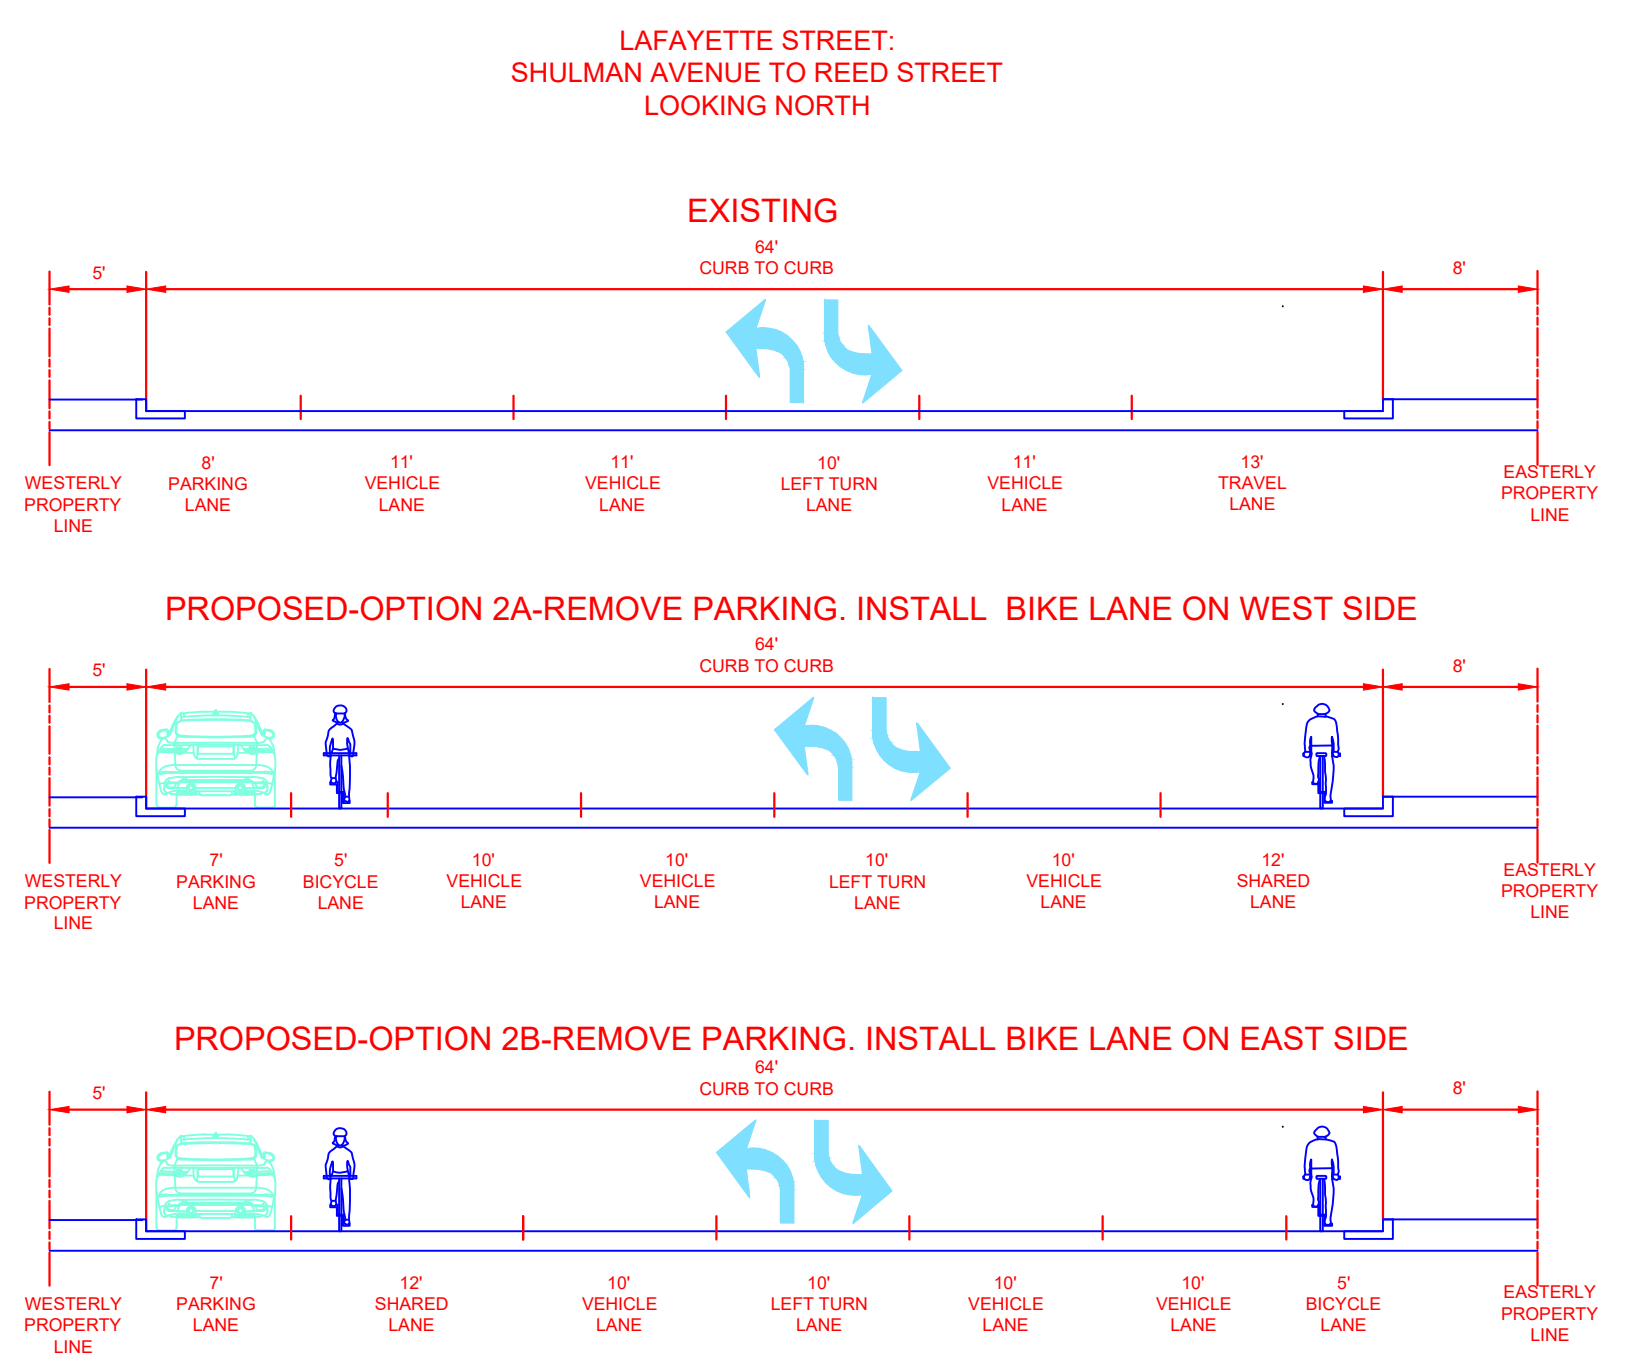 LAFAYETTE STREET:
SHULMAN AVENUE TO REED STREET
LOOKING NORTH
EXISTING
5'
64'
CURB TO CURB
8'
WESTERLY
PROPERTY
LINE
8'
PARKING
LANE
11'
VEHICLE
LANE
11'
VEHICLE
LANE
10'
LEFT TURN
LANE
11'
VEHICLE
LANE
13'
TRAVEL
LANE
EASTERLY
PROPERTY
LINE
PROPOSED-OPTION 2A-REMOVE PARKING. INSTALL  BIKE LANE ON WEST SIDE
5'
64'
CURB TO CURB
8'
WESTERLY
PROPERTY
LINE
7'
PARKING
LANE
5'
BICYCLE
LANE
10'
VEHICLE
LANE
10'
VEHICLE
LANE
10'
LEFT TURN
LANE
10'
VEHICLE
LANE
12'
SHARED
LANE
EASTERLY
PROPERTY
LINE
PROPOSED-OPTION 2B-REMOVE PARKING. INSTALL BIKE LANE ON EAST SIDE
5'
64'
CURB TO CURB
8'
WESTERLY
PROPERTY
LINE
7'
PARKING
LANE
12'
SHARED
LANE
10'
VEHICLE
LANE
10'
LEFT TURN
LANE
10'
VEHICLE
LANE
10'
VEHICLE
LANE
5'
BICYCLE
LANE
EASTERLY
PROPERTY
LINE